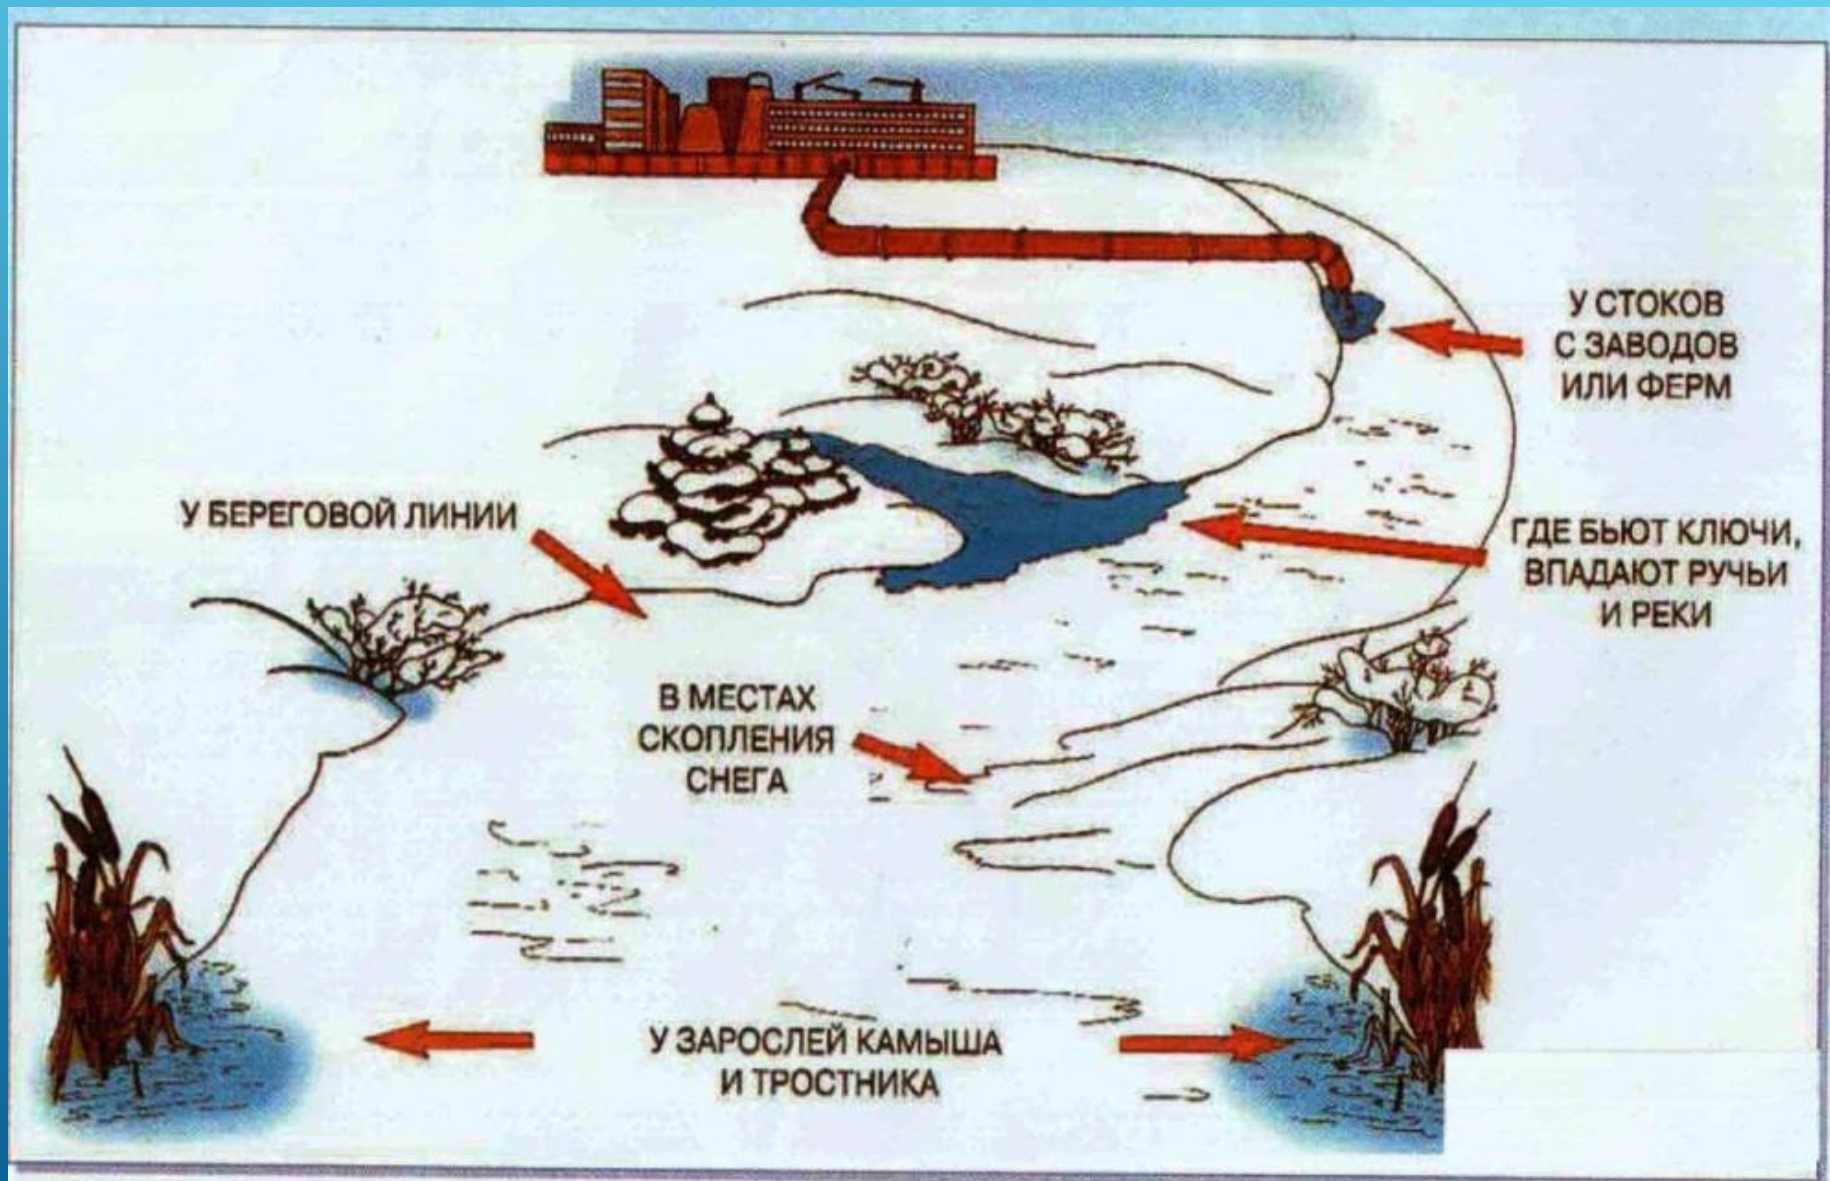 У СТОКОВ
С ЗАВОДОВ
ИЛИ ФЕРМ
У БЕРЕГОВОЙ ЛИНИИ
ГДЕ БЬЮТ КЛЮЧИ,
ВПАДАЮТ РУЧЬИ
И РЕКИ
В МЕСТАХ
СКОПЛЕНИЯ
СНЕГА
У ЗАРОСЛЕЙ КАМЫША
И ТРОСТНИКА